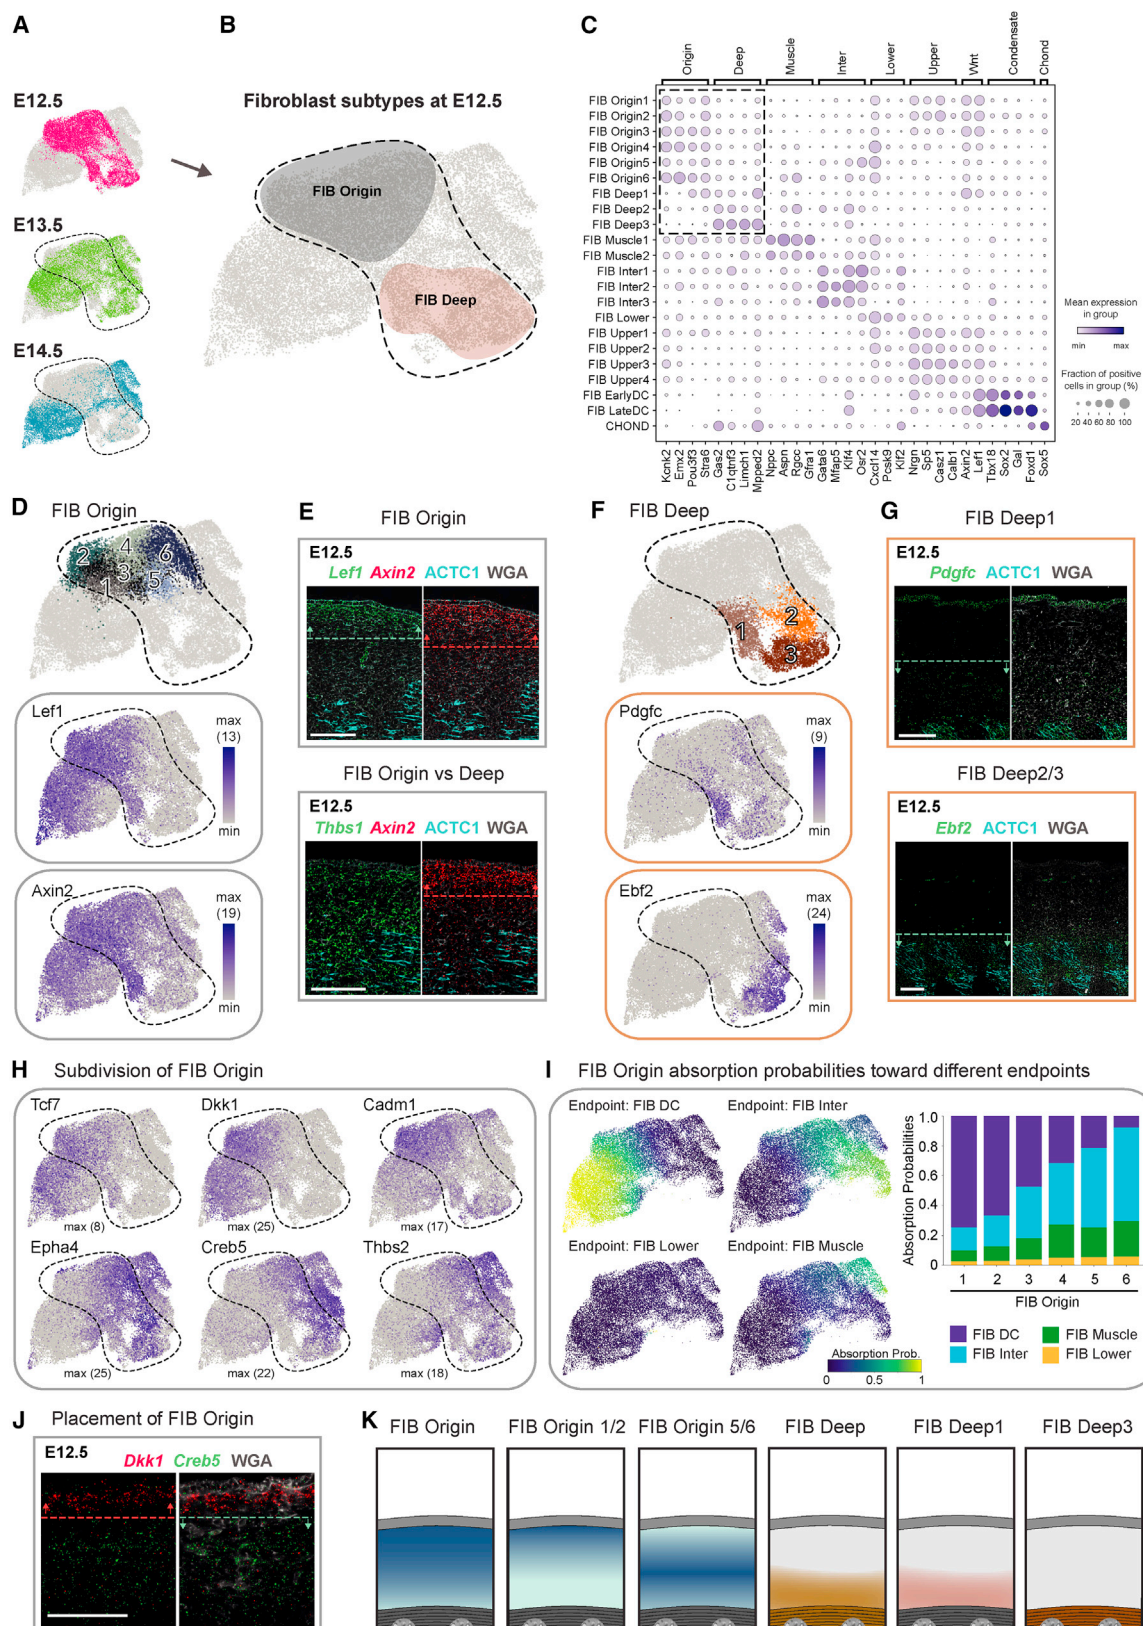 A
E12.5
E13.5
E14.5
B
Fibroblast subtypes at E12.5
FIB Origin
FIB Deep
C
Origin
Deep
Muscle
Inter
Lower
Upper
Wnt
Condensate
Chond
FIB Origin1
FIB Origin2
FIB Origin3
FIB Origin4
FIB Origin5
FIB Origin6
FIB Deep1
FIB Deep2
FIB Deep3
FIB Muscle1
FIB Muscle2
FIB Inter1
FIB Inter2
FIB Inter3
FIB Lower
FIB Upper1
FIB Upper2
FIB Upper3
FIB Upper4
FIB EarlyDC
FIB LateDC
CHOND
Kcnk2
Emx2
Pou3f3
Stra6
Gas2
C1qtnf3
Limch1
Mpped2
Nppc
Aspn
Rgcc
Gfra1
Gata6
Mfap5
Klf4
Osr2
Cxcl14
Pcsk9
Klf2
Nrgn
Sp5
Casz1
Calb1
Axin2
Lef1
Tbx18
Sox2
Gal
Foxd1
Sox5
Mean expression
in group
min max
Fraction of positive
cells in group (%)
20 40 60 80 100
D
FIB Origin
1
2
3
4
5
6
Lef1
max
(13)
min
Axin2
max
(19)
min
E
FIB Origin
E12.5
Lef1 Axin2 ACTC1 WGA
FIB Origin vs Deep
E12.5
Thbs1 Axin2 ACTC1 WGA
F
FIB Deep
1
2
3
Pdgfc
max
(9)
min
Ebf2
max
(24)
min
G
FIB Deep1
E12.5
Pdgfc ACTC1 WGA
FIB Deep2/3
E12.5
Ebf2 ACTC1 WGA
H
Subdivision of FIB Origin
Tcf7
max (8)
Dkk1
max (25)
Cadm1
max (17)
Epha4
max (25)
Creb5
max (22)
Thbs2
max (18)
I
FIB Origin absorption probabilities toward different endpoints
Endpoint: FIB DC
Endpoint: FIB Inter
Endpoint: FIB Lower
Endpoint: FIB Muscle
Absorption Prob.
0 0.5 1
Absorption Probabilities
1.0
0.8
0.6
0.4
0.2
0
1 2 3 4 5 6
FIB Origin
FIB DC
FIB Inter
FIB Muscle
FIB Lower
J
Placement of FIB Origin
E12.5
Dkk1 Creb5 WGA
K
FIB Origin
FIB Origin 1/2
FIB Origin 5/6
FIB Deep
FIB Deep1
FIB Deep3